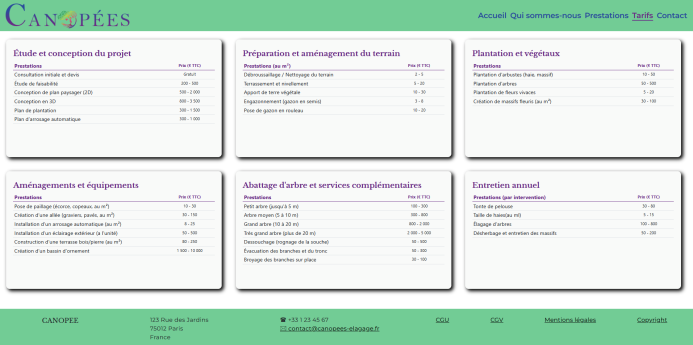 CANOPÉES
Accueil Qui sommes-nous Prestations Tarifs Contact
Étude et conception du projet
Prestations Prix (€ TTC)
Consultation initiale et devis Gratuit
Étude de faisabilité 200 - 500
Conception de plan paysager (2D) 500 - 2 000
Conception en 3D 800 - 3 500
Plan de plantation 300 - 1 500
Plan d'arrosage automatique 300 - 1 000
Préparation et aménagement du terrain
Prestations (au m²) Prix (€ TTC)
Débroussaillage / Nettoyage du terrain 2 - 5
Terrassement et nivellement 5 - 20
Apport de terre végétale 10 - 30
Engazonnement (gazon en semis) 3 - 8
Pose de gazon en rouleau 10 - 20
Plantation et végétaux
Prestations Prix (€ TTC)
Plantation d'arbustes (haie, massif) 10 - 50
Plantation d'arbres 50 - 500
Plantation de fleurs vivaces 5 - 20
Création de massifs fleuris (au m²) 30 - 100
Aménagements et équipements
Prestations Prix (€ TTC)
Pose de paillage (écorce, copeaux, au m²) 10 - 30
Création d'une allée (graviers, pavés, au m²) 30 - 150
Installation d'un arrosage automatique (au m²) 8 - 25
Installation d'un éclairage extérieur (à l'unité) 50 - 300
Construction d'une terrasse bois/pierre (au m²) 80 - 250
Création d'un bassin d'ornement 1 500 - 10 000
Abattage d'arbre et services complémentaires
Prestations Prix (€ TTC)
Petit arbre (jusqu'à 5 m) 100 - 300
Arbre moyen (5 à 10 m) 300 - 800
Grand arbre (10 à 20 m) 800 - 2 000
Très grand arbre (plus de 20 m) 2 000 - 5 000
Dessouchage (rognage de la souche) 50 - 300
Évacuation des branches et du tronc 50 - 300
Broyage des branches sur place 30 - 100
Entretien annuel
Prestations (par intervention) Prix (€ TTC)
Tonte de pelouse 30 - 80
Taille de haies(au ml) 5 - 15
Élagage d'arbres 100 - 800
Désherbage et entretien des massifs 50 - 200
CANOPEE
123 Rue des Jardins
75012 Paris
France
☎ +33 1 23 45 67
✉ contact@canopees-elagage.fr
CGU
CGV
Mentions légales
Copyright